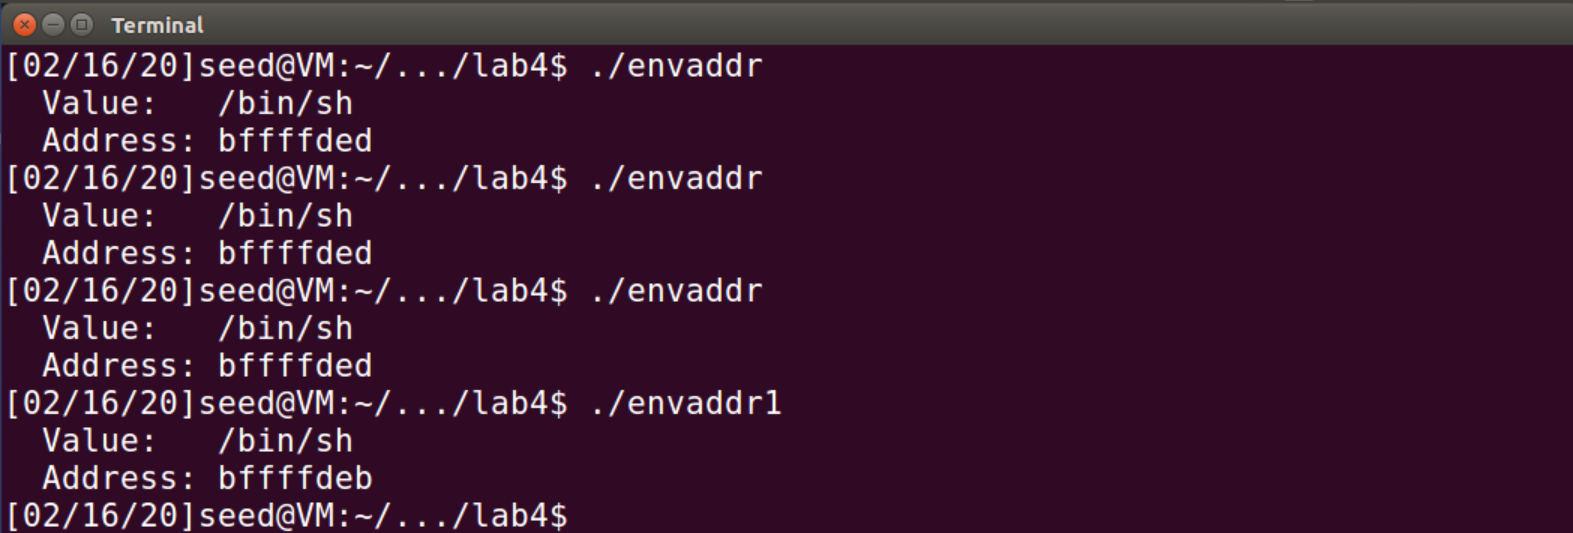 Terminal
[02/16/20]seed@VM:~/.../lab4$ ./envaddr
  Value:   /bin/sh
  Address: bffffded
[02/16/20]seed@VM:~/.../lab4$ ./envaddr
  Value:   /bin/sh
  Address: bffffded
[02/16/20]seed@VM:~/.../lab4$ ./envaddr
  Value:   /bin/sh
  Address: bffffded
[02/16/20]seed@VM:~/.../lab4$ ./envaddr1
  Value:   /bin/sh
  Address: bffffdeb
[02/16/20]seed@VM:~/.../lab4$